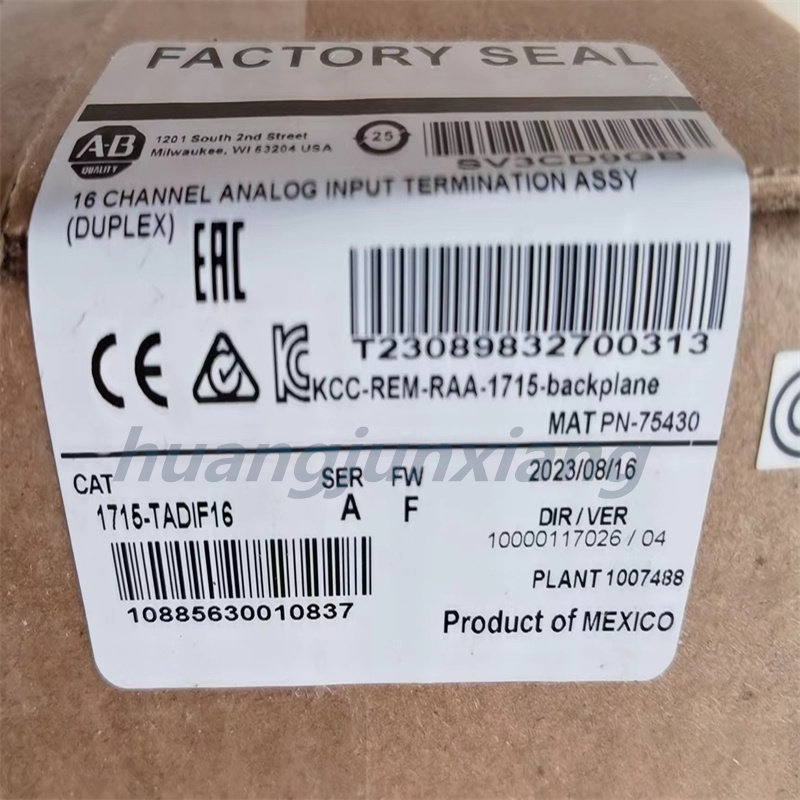 FACTORY SEAL
A-B
QUALITY
1201 South 2nd Street
Milwaukee, WI 53204 USA
25
SV3CD9GB
16 CHANNEL ANALOG INPUT TERMINATION ASSY
(DUPLEX)
EAC
T23089832700313
CE
KCC-REM-RAA-1715-backplane
MAT PN-75430
huangjunxiang
CAT
SER
FW
2023/08/16
1715-TADIF16
A
F
DIR / VER
10000117026 / 04
PLANT 1007488
10885630010837
Product of MEXICO